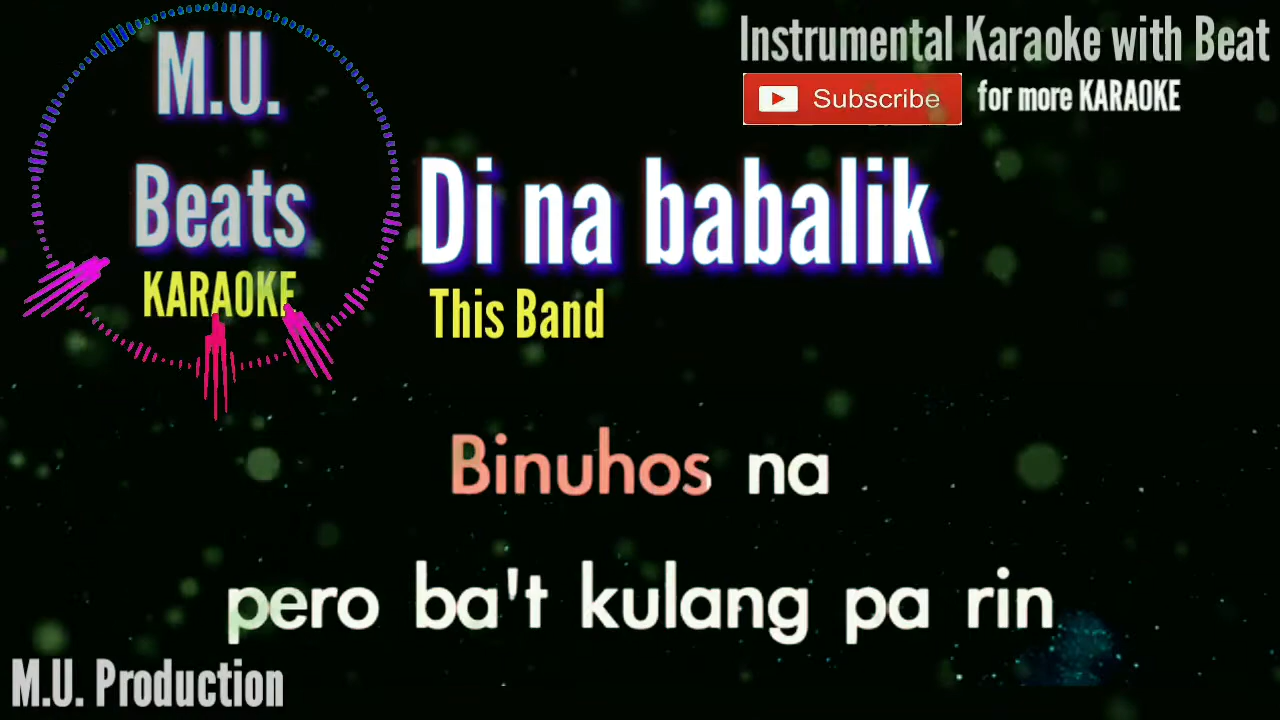 M.U.
Beats
KARAOKE
Instrumental Karaoke with Beat
Subscribe for more KARAOKE
Di na babalik
This Band
Binuhos na
pero ba't kulang pa rin
M.U. Production